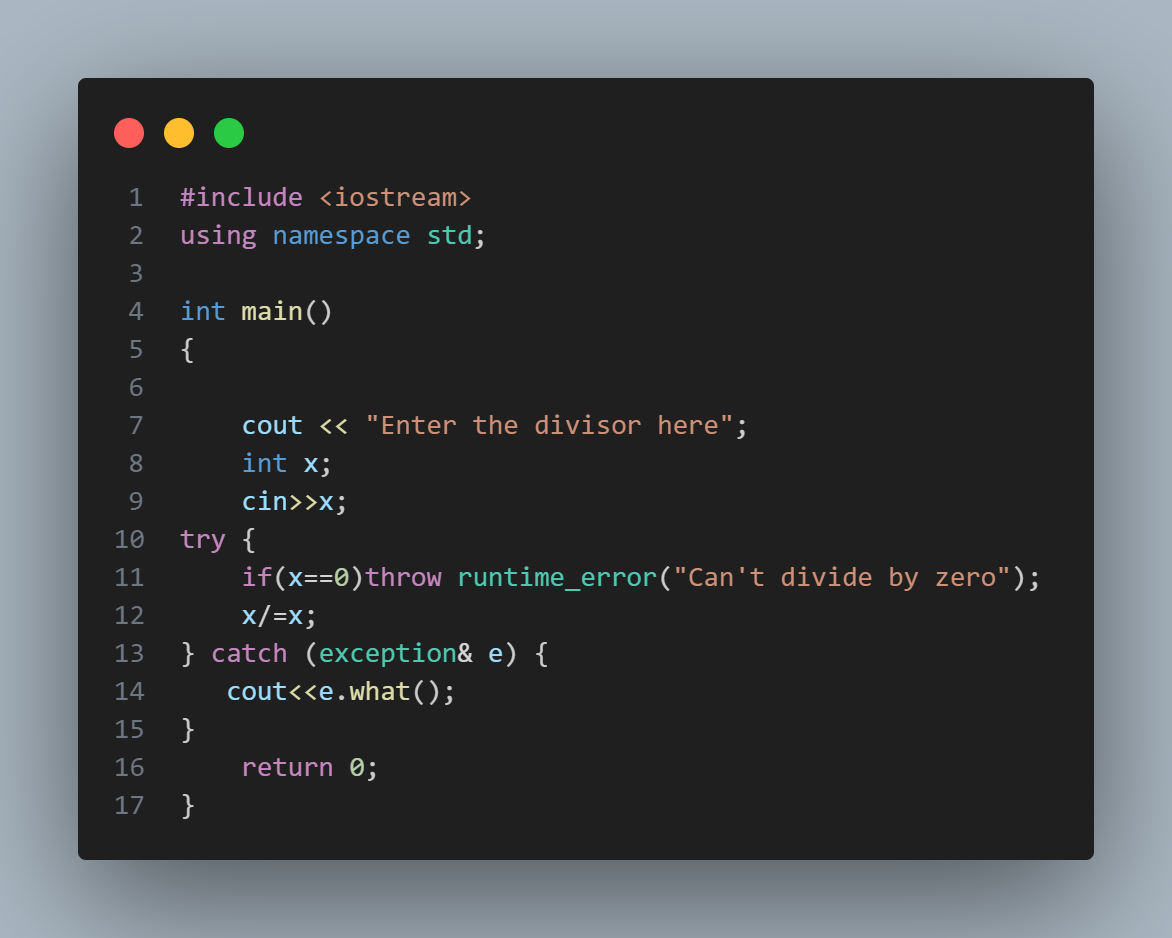 1 #include <iostream>
2 using namespace std;
3
4 int main()
5 {
6
7     cout << "Enter the divisor here";
8     int x;
9     cin>>x;
10 try {
11     if(x==0)throw runtime_error("Can't divide by zero");
12     x/=x;
13 } catch (exception& e) {
14    cout<<e.what();
15 }
16     return 0;
17 }